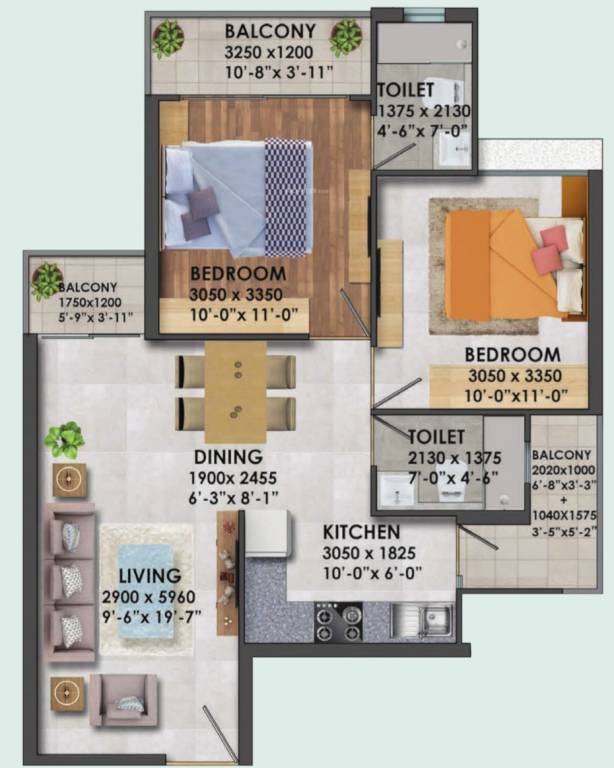 BALCONY
3250 x1200
10'-8"x 3'-11"
TOILET
1375 x 2130
4'-6"x 7'-0"
BEDROOM
3050 x 3350
10'-0"x 11'-0"
BALCONY
1750x1200
5'-9"x 3'-11"
BEDROOM
3050 x 3350
10'-0"x11'-0"
DINING
1900x 2455
6'-3"x 8'-1"
TOILET
2130 x 1375
7'-0"x 4'-6"
BALCONY
2020x1000
6'-8"x3'-3"
+
1040X1575
3'-5"x5'-2"
KITCHEN
3050 x 1825
10'-0"x 6'-0"
LIVING
2900 x 5960
9'-6"x 19'-7"